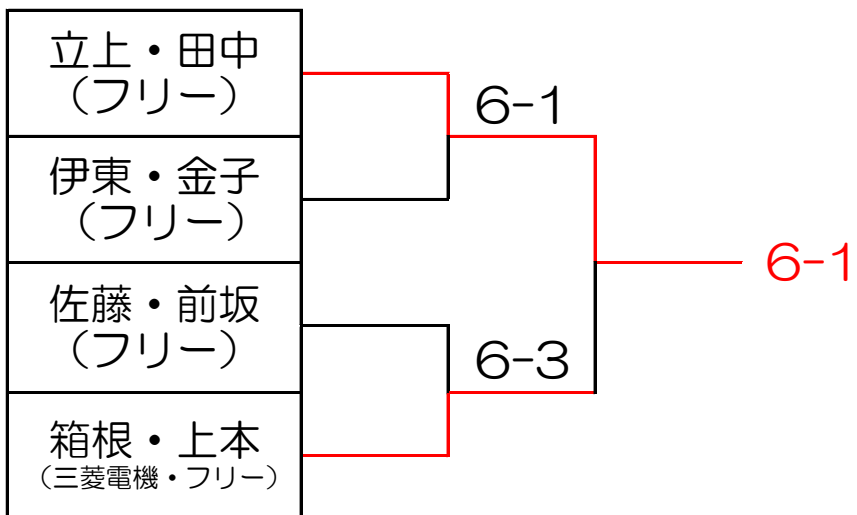 立上・田中
（フリー）
6-1
伊東・金子
（フリー）
6-1
佐藤・前坂
（フリー）
6-3
箱根・上本
（三菱電機・フリー）